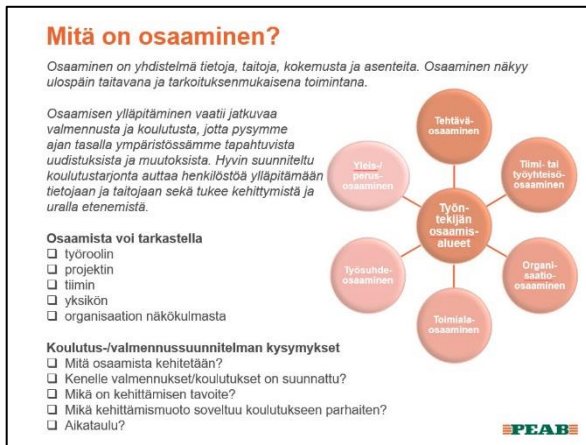 Mitä on osaaminen?
Osaaminen on yhdistelmä tietoja, taitoja, kokemusta ja asenteita. Osaaminen näkyy
ulospäin taitavana ja tarkoituksenmukaisena toimintana.
Osaamisen ylläpitäminen vaatii jatkuvaa
valmennusta ja koulutusta, jotta pysymme
ajan tasalla ympäristössämme tapahtuvista
uudistuksista ja muutoksista. Hyvin suunniteltu
koulutustarjonta auttaa henkilöstöä ylläpitämään
tietojaan ja taitojaan sekä tukee kehittymistä ja
uralla etenemistä.
Osaamista voi tarkastella
❑ työroolin
❑ projektin
❑ tiimin
❑ yksikön
❑ organisaation näkökulmasta
Koulutus-/valmennussuunnitelman kysymykset
❑ Mitä osaamista kehitetään?
❑ Kenelle valmennukset/koulutukset on suunnattu?
❑ Mikä on kehittämisen tavoite?
❑ Mikä kehittämismuoto soveltuu koulutukseen parhaiten?
❑ Aikataulu?
Tehtävä-
osaaminen
Tiimi- tai
työyhteisö-
osaaminen
Organi-
saatio-
osaaminen
Toimiala-
osaaminen
Työsuhde-
osaaminen
Yleis-/
perus-
osaaminen
Työn-
tekijän
osaamis-
alueet
PEAB